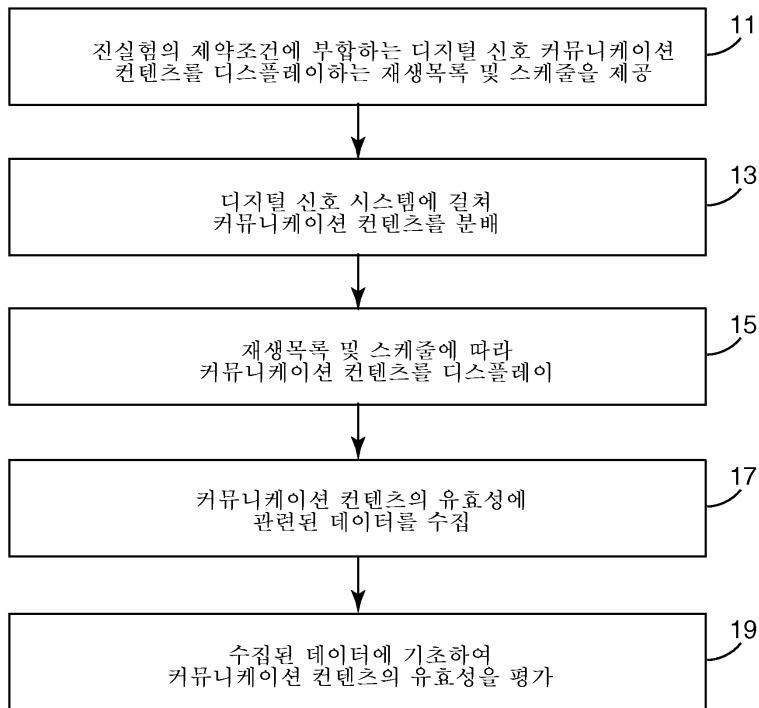 진실험의 제약조건에 부합하는 디지털 신호 커뮤니케이션
컨텐츠를 디스플레이하는 재생목록 및 스케줄을 제공
11
디지털 신호 시스템에 걸쳐
커뮤니케이션 컨텐츠를 분배
13
재생목록 및 스케줄에 따라
커뮤니케이션 컨텐츠를 디스플레이
15
커뮤니케이션 컨텐츠의 유효성에
관련된 데이터를 수집
17
수집된 데이터에 기초하여
커뮤니케이션 컨텐츠의 유효성을 평가
19